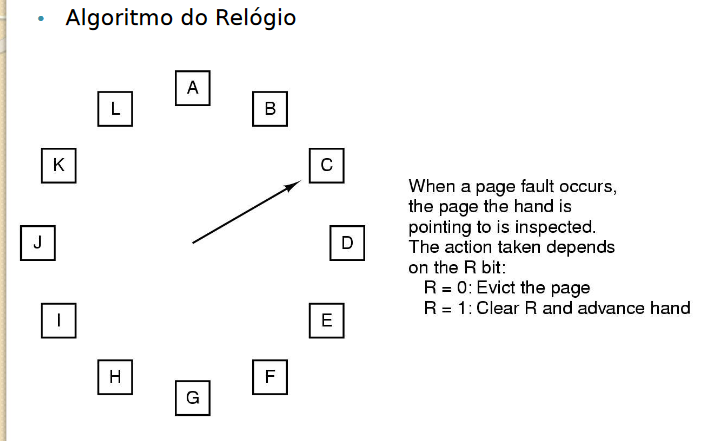 • Algoritmo do Relógio
A
L
B
K
C
J
D
I
E
H
F
G
When a page fault occurs,
the page the hand is
pointing to is inspected.
The action taken depends
on the R bit:
R = 0: Evict the page
R = 1: Clear R and advance hand